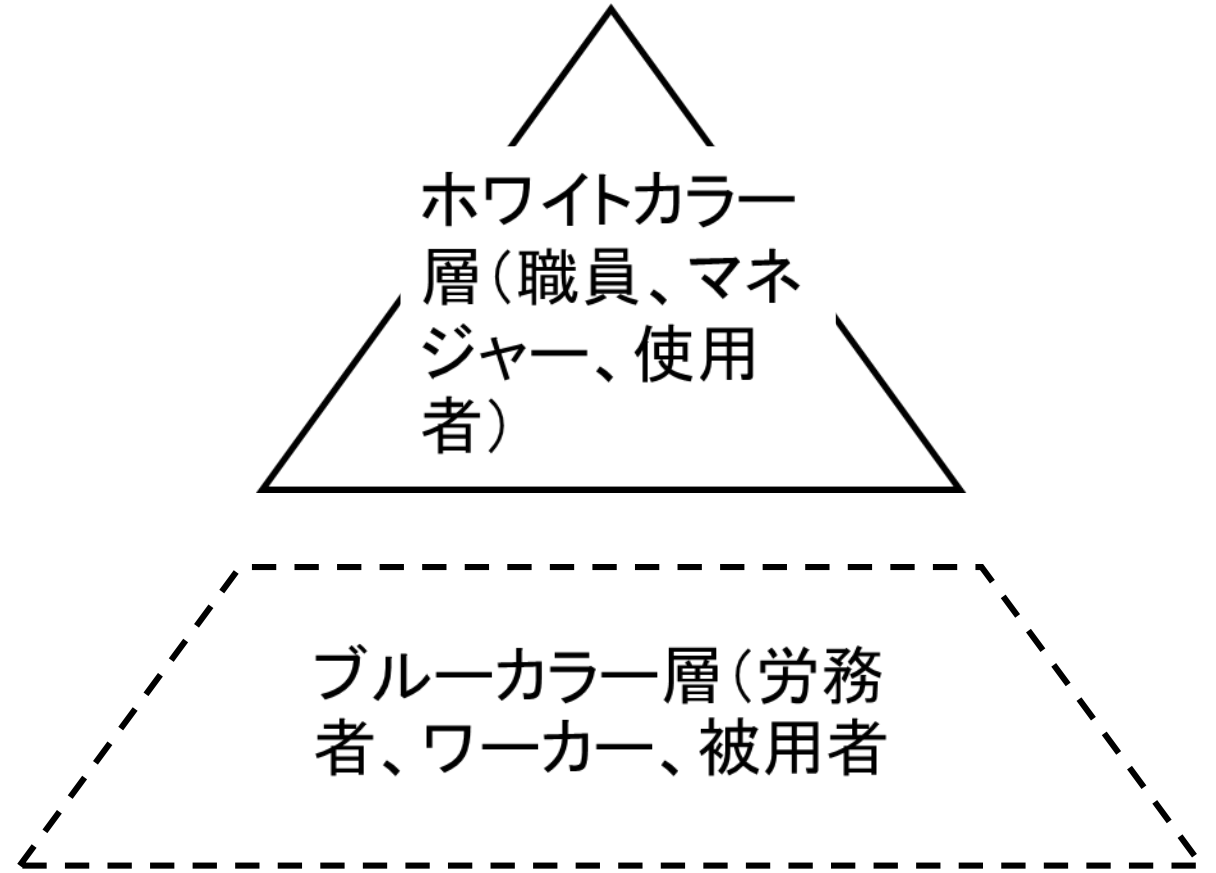 ホワイトカラー
層（職員、マネ
ジャー、使用
者）
ブルーカラー層（労務
者、ワーカー、被用者